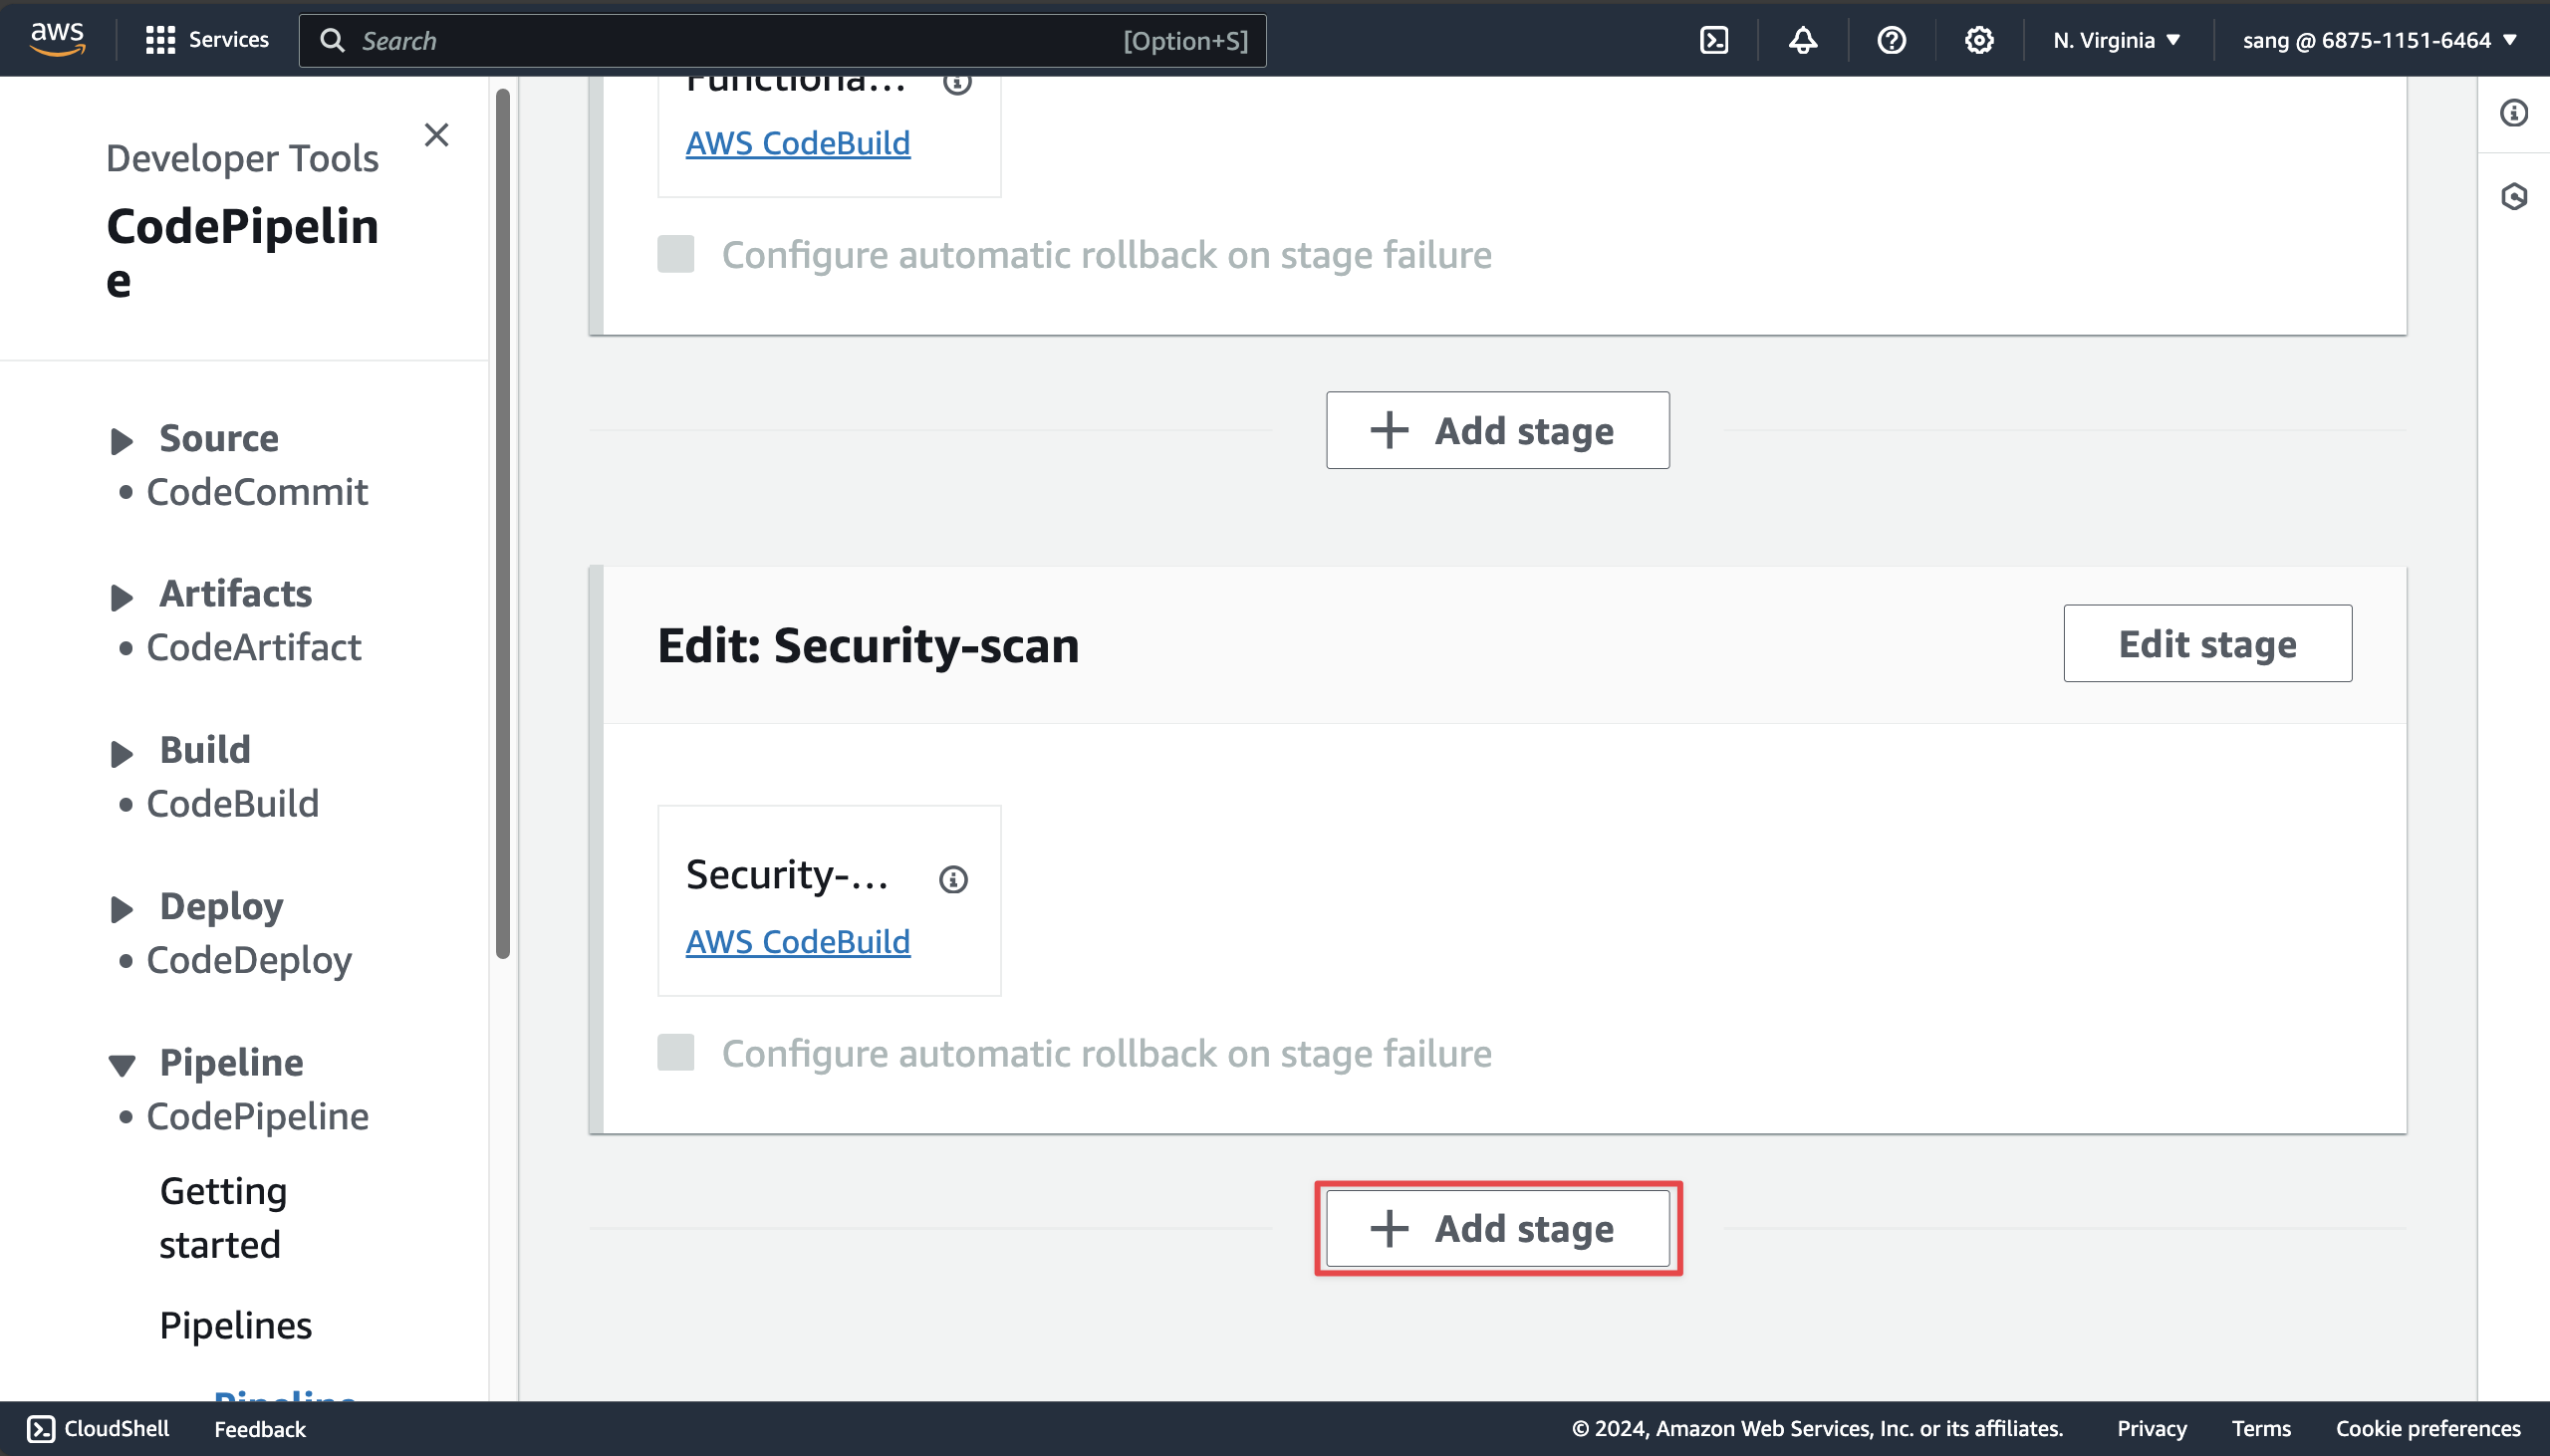 aws
Services
Search
[Option+S]
N. Virginia
sang @ 6875-1151-6464
Developer Tools
CodePipelin
e
Source
• CodeCommit
Artifacts
• CodeArtifact
Build
• CodeBuild
Deploy
• CodeDeploy
Pipeline
• CodePipeline
Getting
started
Pipelines
Pipeline
Functiona...
AWS CodeBuild
Configure automatic rollback on stage failure
+ Add stage
Edit: Security-scan
Edit stage
Security-...
AWS CodeBuild
Configure automatic rollback on stage failure
+ Add stage
CloudShell
Feedback
© 2024, Amazon Web Services, Inc. or its affiliates.
Privacy
Terms
Cookie preferences